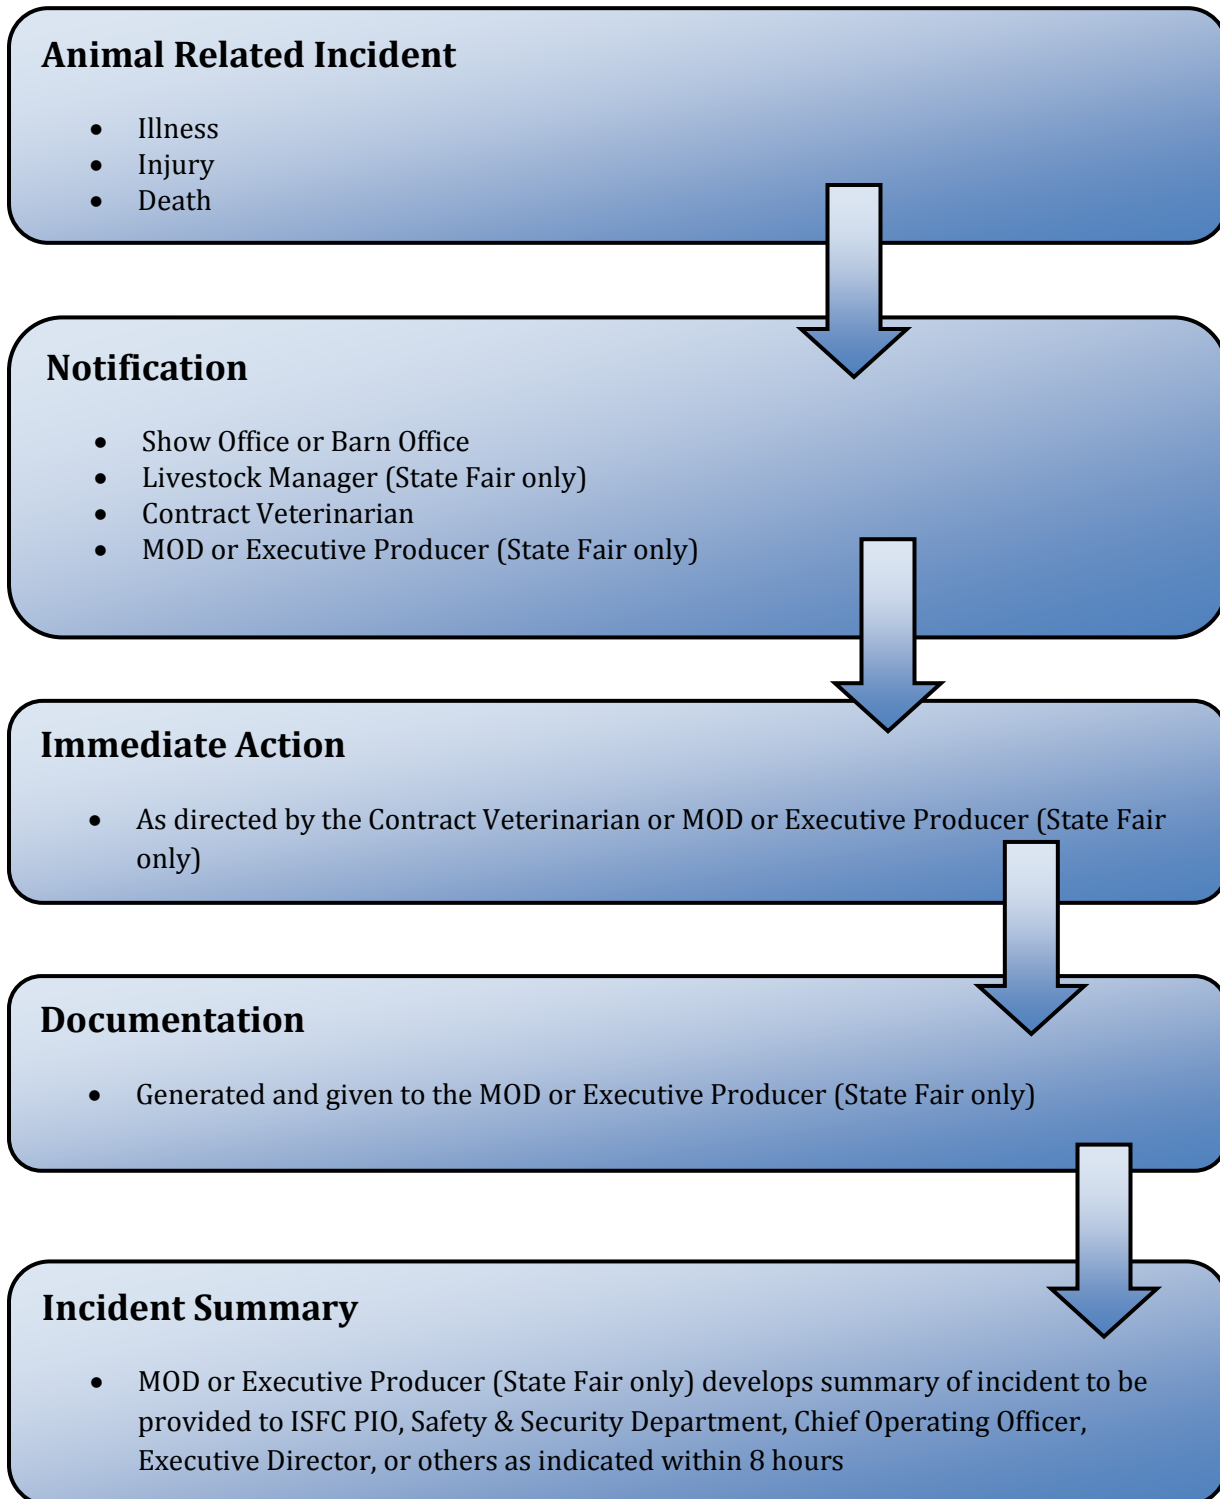 Animal Related Incident
• Illness
• Injury
• Death
Notification
• Show Office or Barn Office
• Livestock Manager (State Fair only)
• Contract Veterinarian
• MOD or Executive Producer (State Fair only)
Immediate Action
• As directed by the Contract Veterinarian or MOD or Executive Producer (State Fair
only)
Documentation
• Generated and given to the MOD or Executive Producer (State Fair only)
Incident Summary
• MOD or Executive Producer (State Fair only) develops summary of incident to be
provided to ISFC PIO, Safety & Security Department, Chief Operating Officer,
Executive Director, or others as indicated within 8 hours